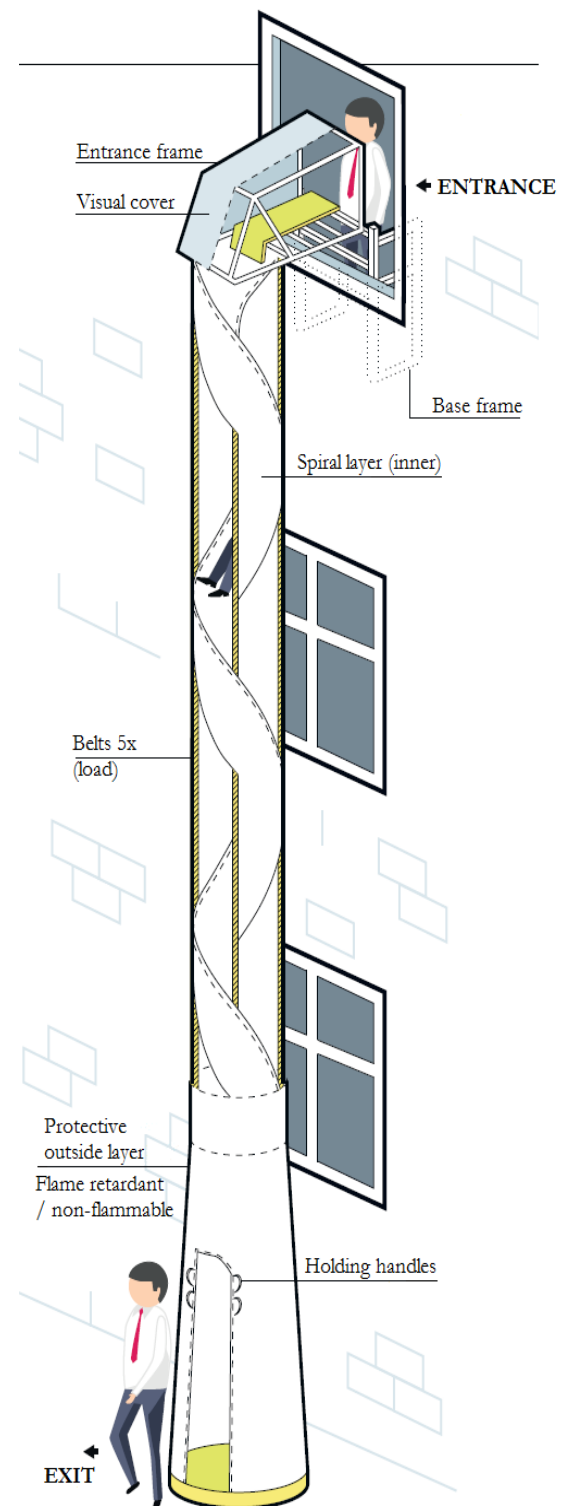 Entrance frame
Visual cover
ENTRANCE
Base frame
Spiral layer (inner)
Belts 5x
(load)
Protective
outside layer
Flame retardant
/ non-flammable
Holding handles
EXIT